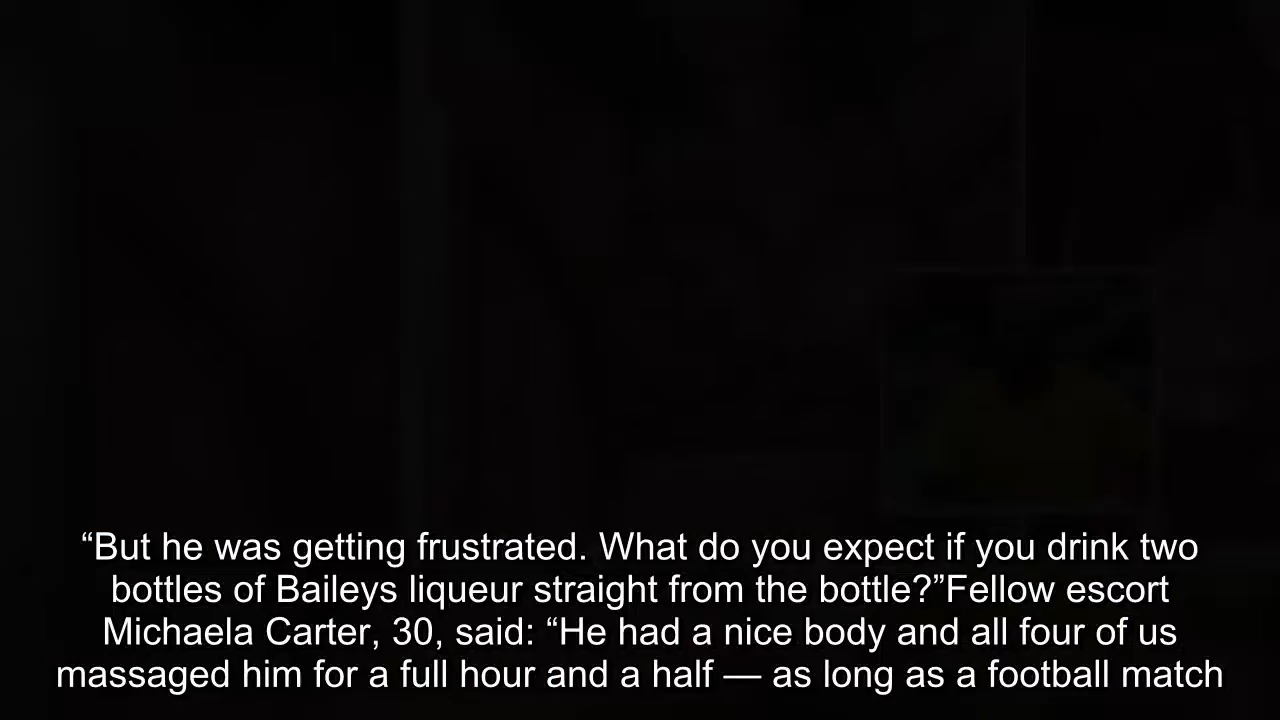 “But he was getting frustrated. What do you expect if you drink two
bottles of Baileys liqueur straight from the bottle?”Fellow escort
Michaela Carter, 30, said: “He had a nice body and all four of us
massaged him for a full hour and a half — as long as a football match